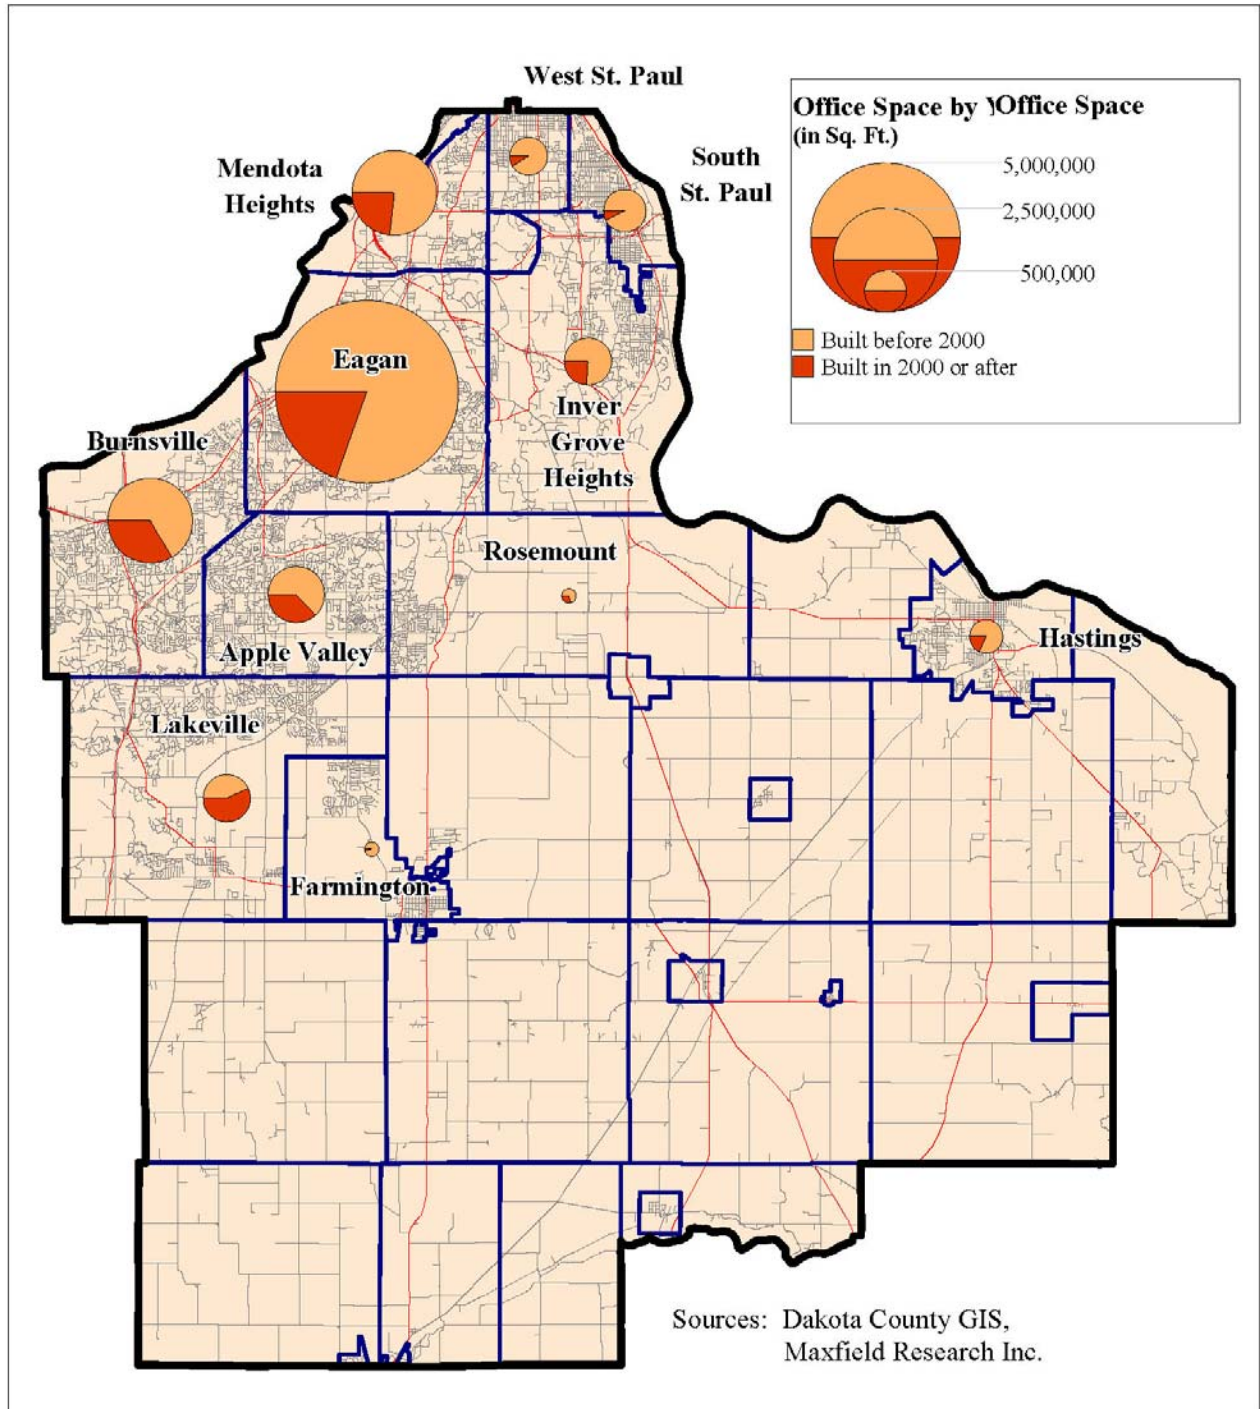 West St. Paul
Office Space by Y Office Space
(in Sq. Ft.)
5,000,000
2,500,000
500,000
Built before 2000
Built in 2000 or after
Mendota
Heights
South
St. Paul
Eagan
Inver
Grove
Heights
Burnsville
Rosemount
Apple Valley
Hastings
Lakeville
Farmington
Sources: Dakota County GIS,
Maxfield Research Inc.